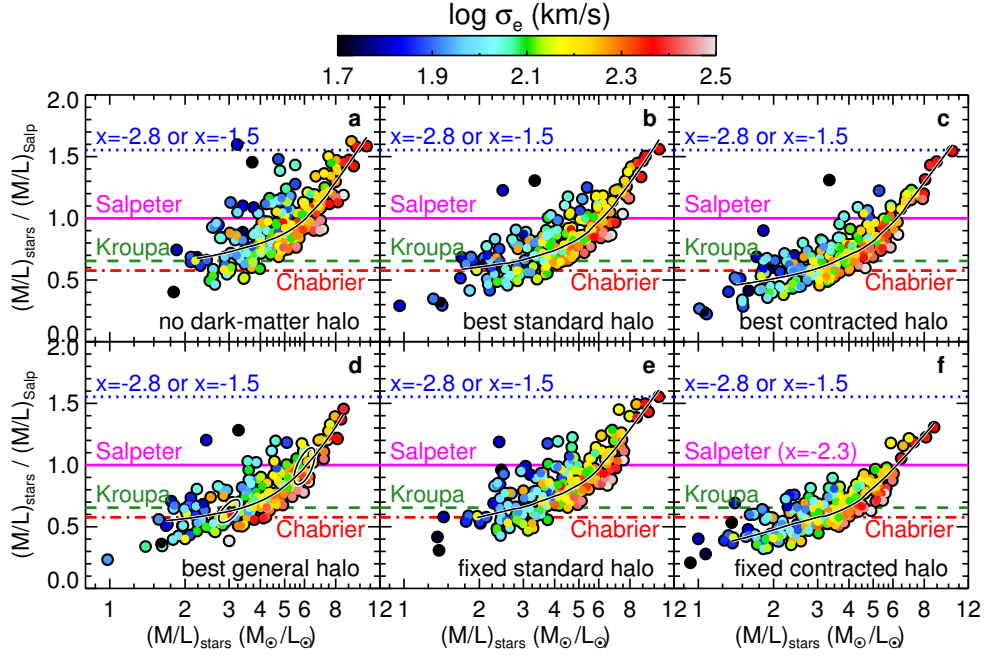 log σe (km/s)
1.7 1.9 2.1 2.3 2.5
(M/L)stars / (M/L)Salp
2.0
1.5
1.0
0.5
0.0
a
x=-2.8 or x=-1.5
Salpeter
Kroupa
Chabrier
no dark-matter halo
b
x=-2.8 or x=-1.5
Salpeter
Kroupa
Chabrier
best standard halo
c
x=-2.8 or x=-1.5
Salpeter
Kroupa
Chabrier
best contracted halo
(M/L)stars / (M/L)Salp
2.0
1.5
1.0
0.5
0.0
d
x=-2.8 or x=-1.5
Salpeter
Kroupa
Chabrier
best general halo
e
x=-2.8 or x=-1.5
Salpeter
Kroupa
Chabrier
fixed standard halo
f
x=-2.8 or x=-1.5
Salpeter (x=-2.3)
Kroupa
Chabrier
fixed contracted halo
1 2 3 4 5 6 12 1 2 3 4 5 6 12 1 2 3 4 5 6 12
(M/L)stars (M⊙/L⊙) (M/L)stars (M⊙/L⊙) (M/L)stars (M⊙/L⊙)